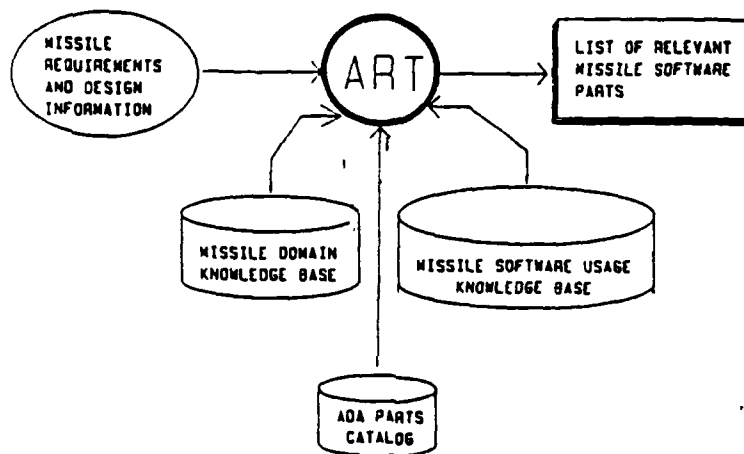 MISSILE
REQUIREMENTS
AND DESIGN
INFORMATION
ART
LIST OF RELEVANT
MISSILE SOFTWARE
PARTS
MISSILE DOMAIN
KNOWLEDGE BASE
MISSILE SOFTWARE USAGE
KNOWLEDGE BASE
ADA PARTS
CATALOG